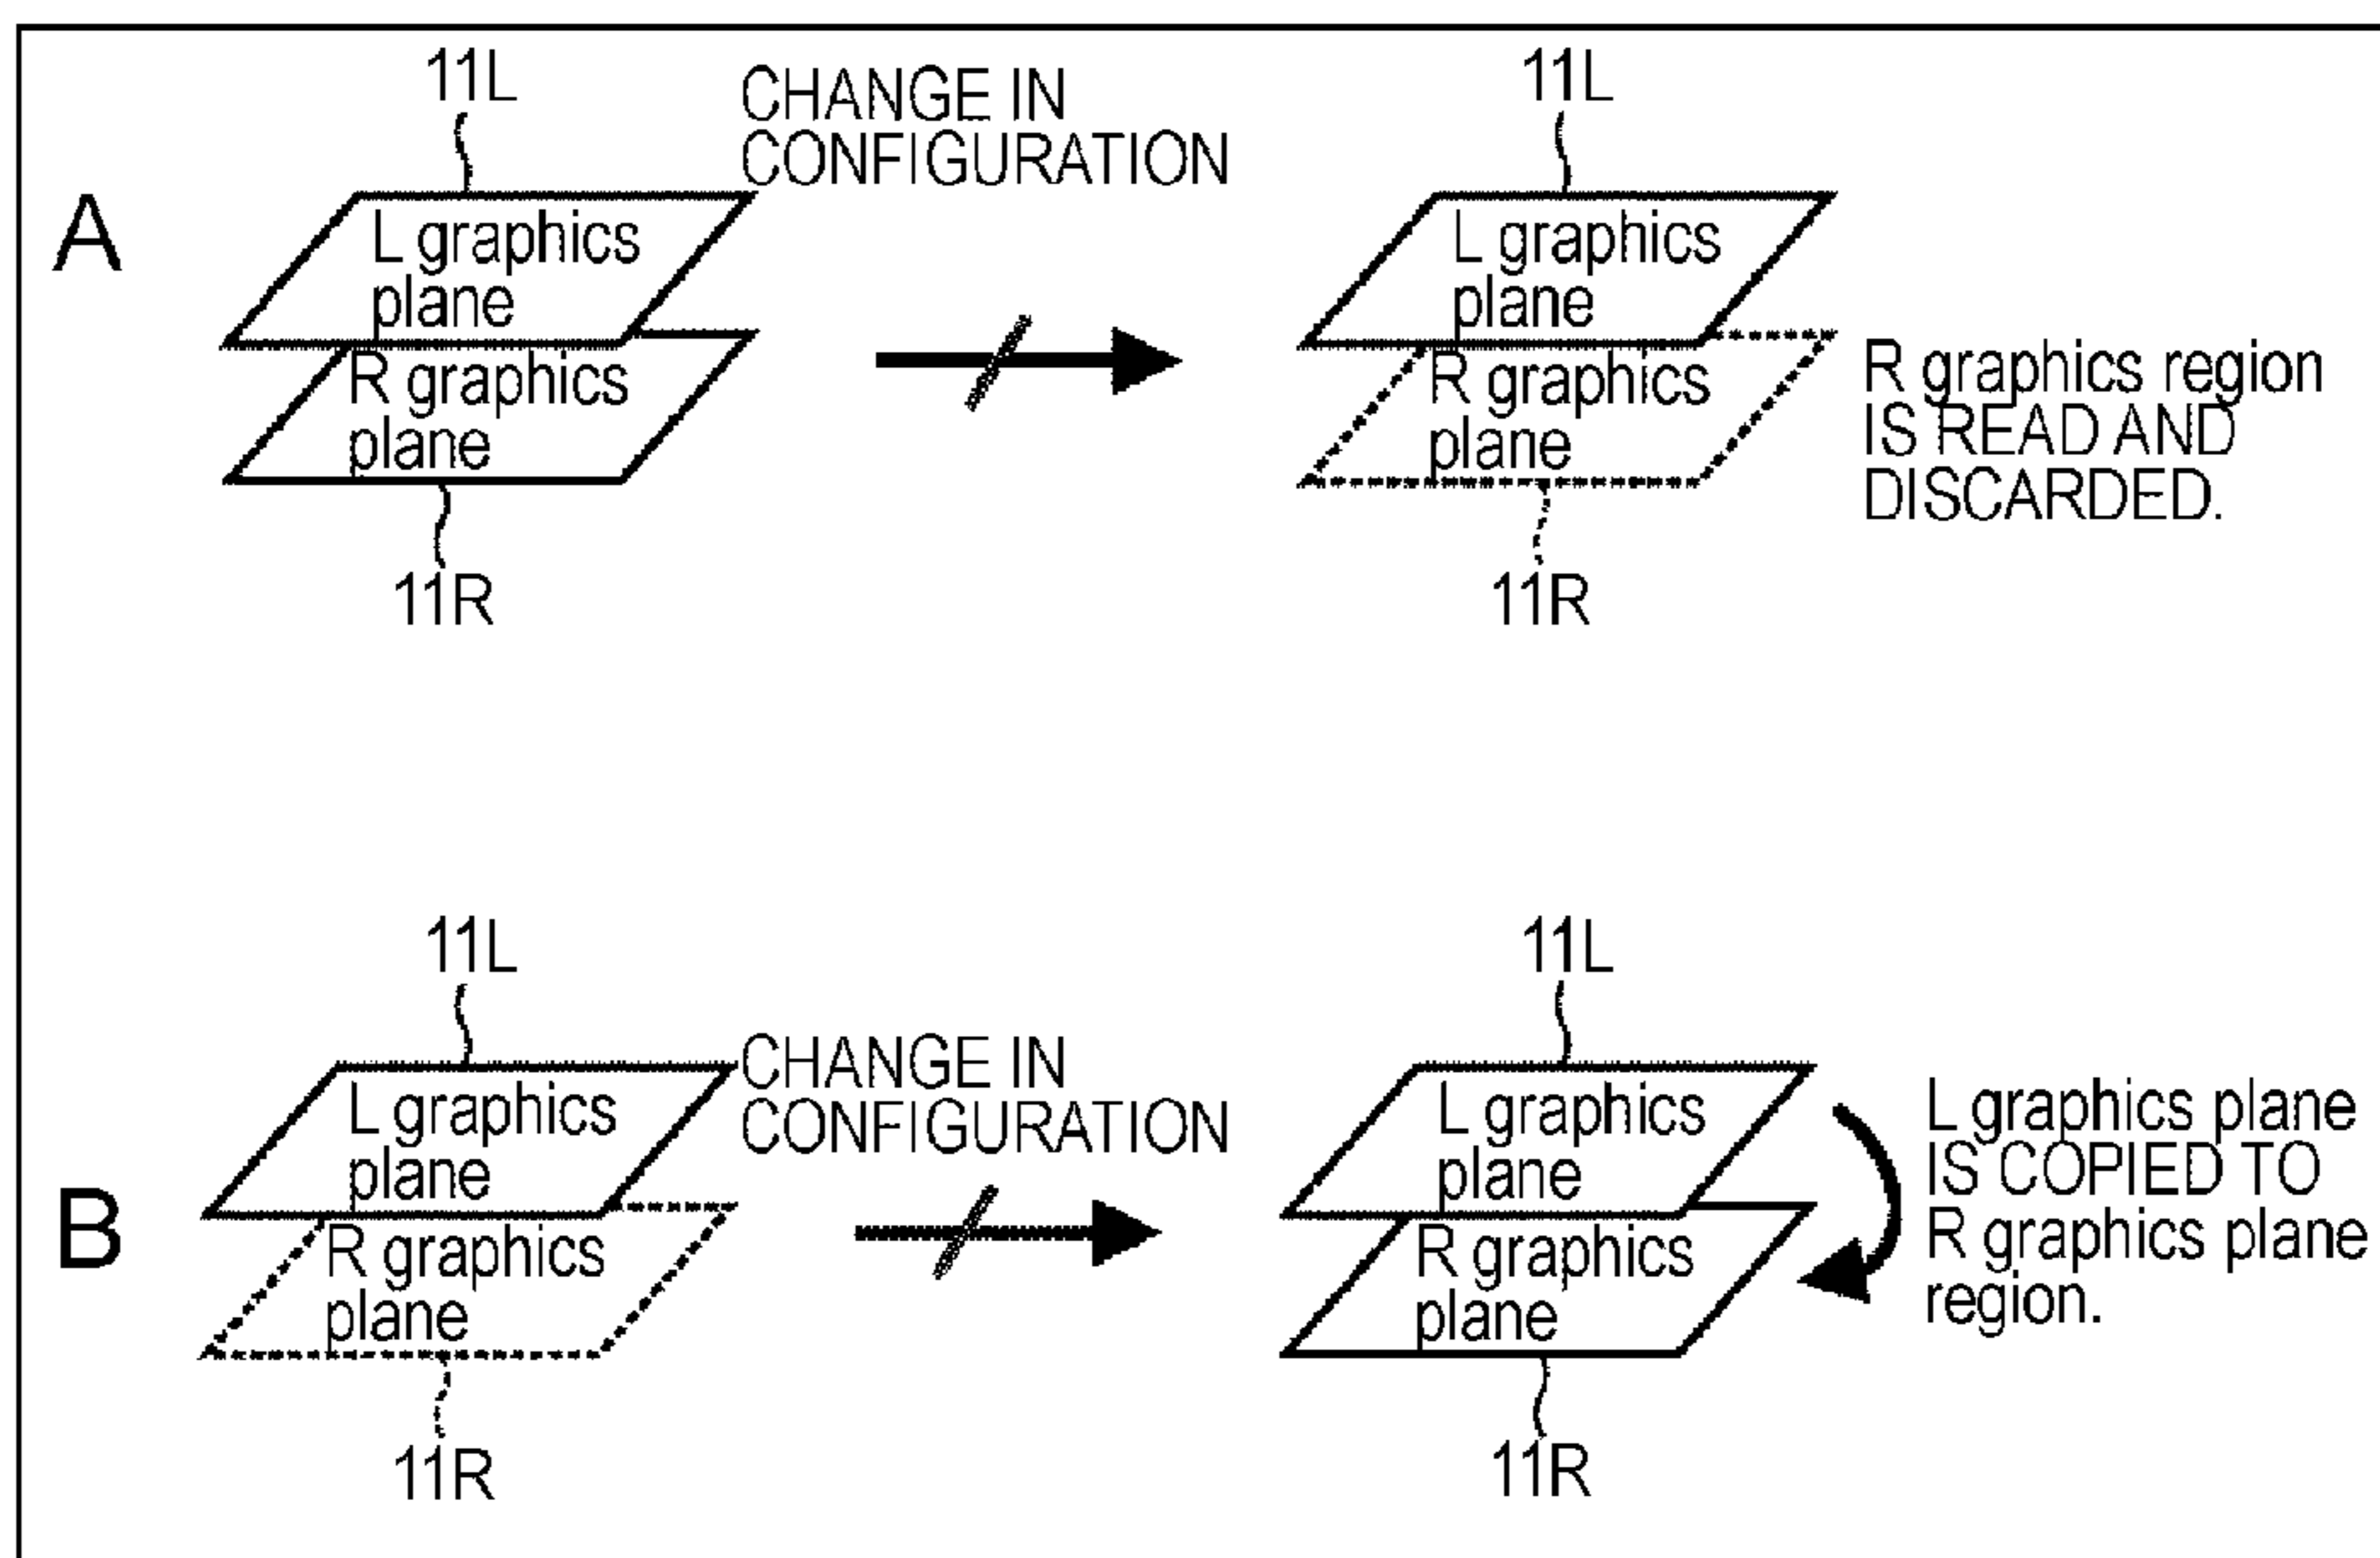 A
11L
CHANGE IN
CONFIGURATION
L graphics
plane
R graphics
plane
11R
11L
L graphics
plane
R graphics
plane
11R
R graphics region
IS READ AND
DISCARDED.
B
11L
CHANGE IN
CONFIGURATION
L graphics
plane
R graphics
plane
11R
11L
L graphics
plane
R graphics
plane
11R
L graphics plane
IS COPIED TO
R graphics plane
region.